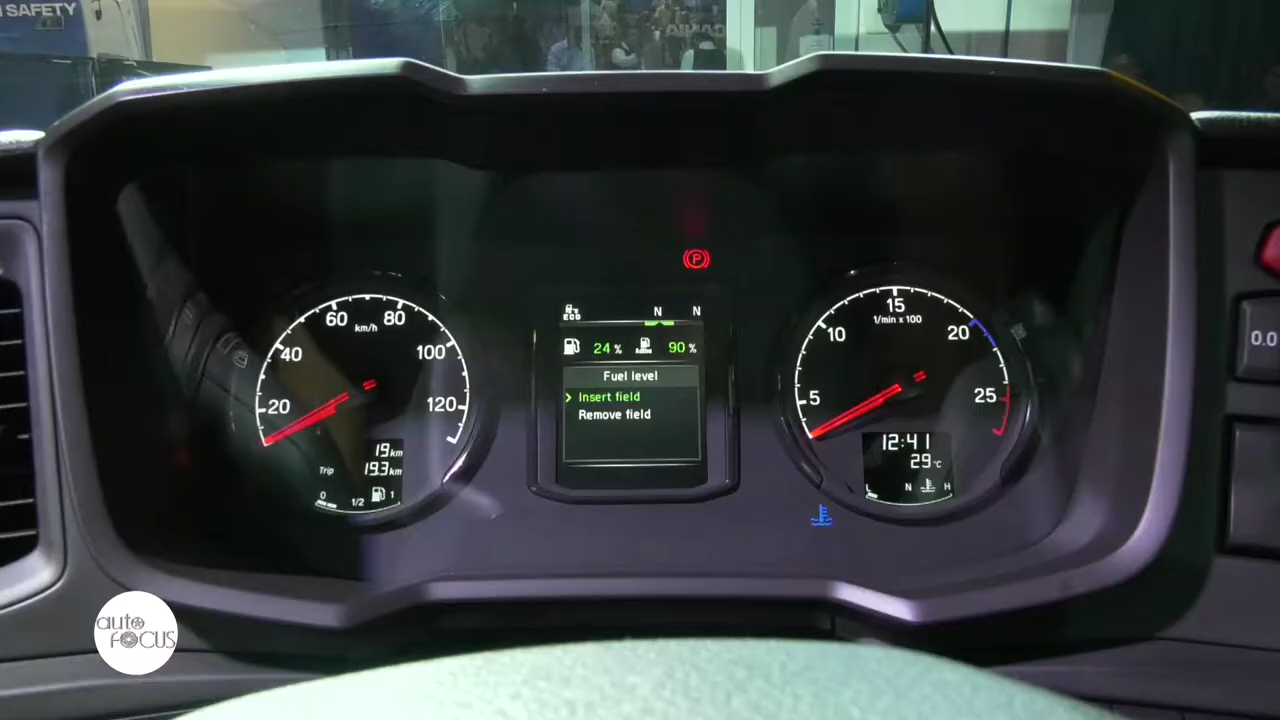 SAFETY
P
20
40
60
80
100
120
km/h
19 km
Trip
19.3 km
0
1/2
1
ECO
N
N
24 %
90 %
Fuel level
> Insert field
Remove field
5
10
15
20
25
1/min x 100
12:41
29 °C
L
N
H
0.0
auto
FOCUS